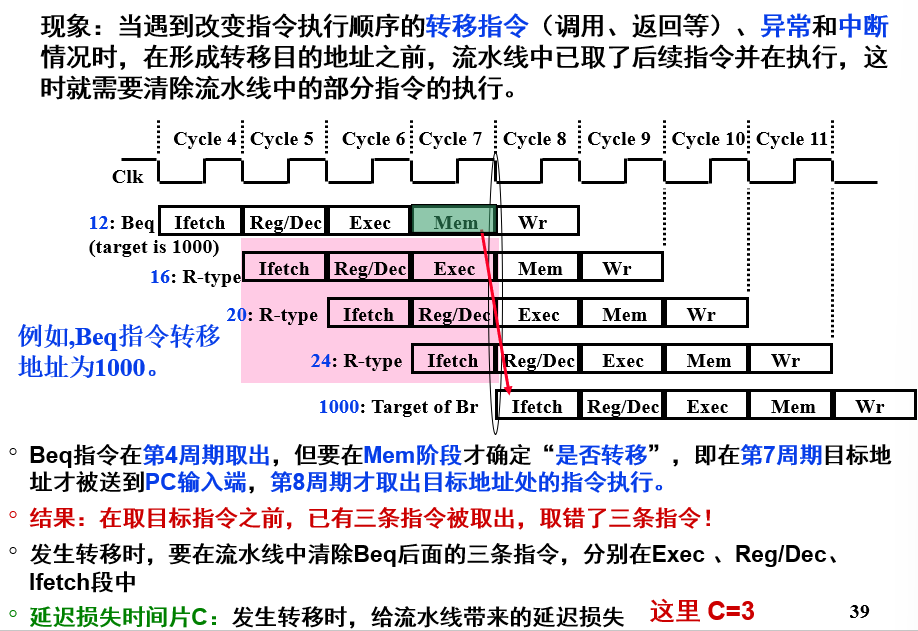 现象：当遇到改变指令执行顺序的转移指令（调用、返回等）、异常和中断
情况时，在形成转移目的地址之前，流水线中已取了后续指令并在执行，这
时就需要清除流水线中的部分指令的执行。
Cycle 4 Cycle 5 Cycle 6 Cycle 7 Cycle 8 Cycle 9 Cycle 10 Cycle 11
Clk
12: Beq Ifetch Reg/Dec Exec Mem Wr
(target is 1000)
16: R-type Ifetch Reg/Dec Exec Mem Wr
20: R-type Ifetch Reg/Dec Exec Mem Wr
例如,Beq指令转移
地址为1000。
24: R-type Ifetch Reg/Dec Exec Mem Wr
1000: Target of Br Ifetch Reg/Dec Exec Mem Wr
° Beq指令在第4周期取出，但要在Mem阶段才确定“是否转移”，即在第7周期目标地
址才被送到PC输入端，第8周期才取出目标地址处的指令执行。
° 结果：在取目标指令之前，已有三条指令被取出，取错了三条指令！
° 发生转移时，要在流水线中清除Beq后面的三条指令，分别在Exec 、Reg/Dec、
Ifetch段中
° 延迟损失时间片C：发生转移时，给流水线带来的延迟损失 这里 C=3
39